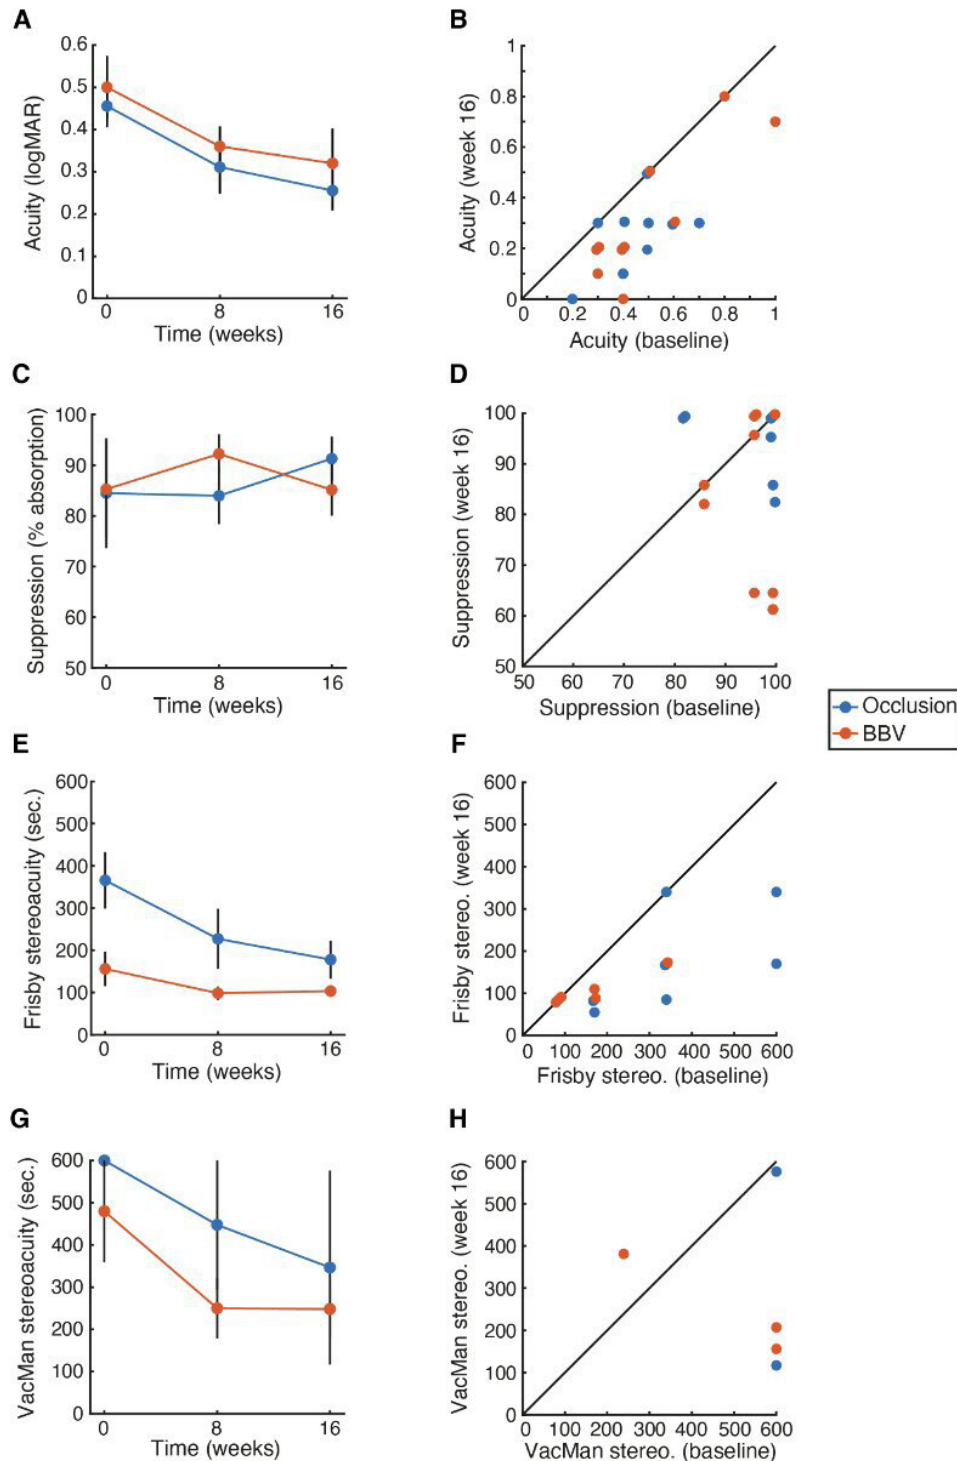 A
0.6
0.5
0.4
0.3
0.2
0.1
0
Acuity (logMAR)
0 8 16
Time (weeks)
B
1
0.8
0.6
0.4
0.2
0
Acuity (week 16)
0 0.2 0.4 0.6 0.8 1
Acuity (baseline)
C
100
90
80
70
60
50
Suppression (% absorption)
0 8 16
Time (weeks)
D
100
90
80
70
60
50
Suppression (week 16)
50 60 70 80 90 100
Suppression (baseline)
Occlusion
BBV
E
600
500
400
300
200
100
0
Frisby stereoacuity (sec.)
0 8 16
Time (weeks)
F
600
500
400
300
200
100
0
Frisby stereo. (week 16)
100 200 300 400 500 600
Frisby stereo. (baseline)
G
600
500
400
300
200
100
0
VacMan stereoacuity (sec.)
0 8 16
Time (weeks)
H
600
500
400
300
200
100
0
VacMan stereo. (week 16)
0 100 200 300 400 500 600
VacMan stereo. (baseline)